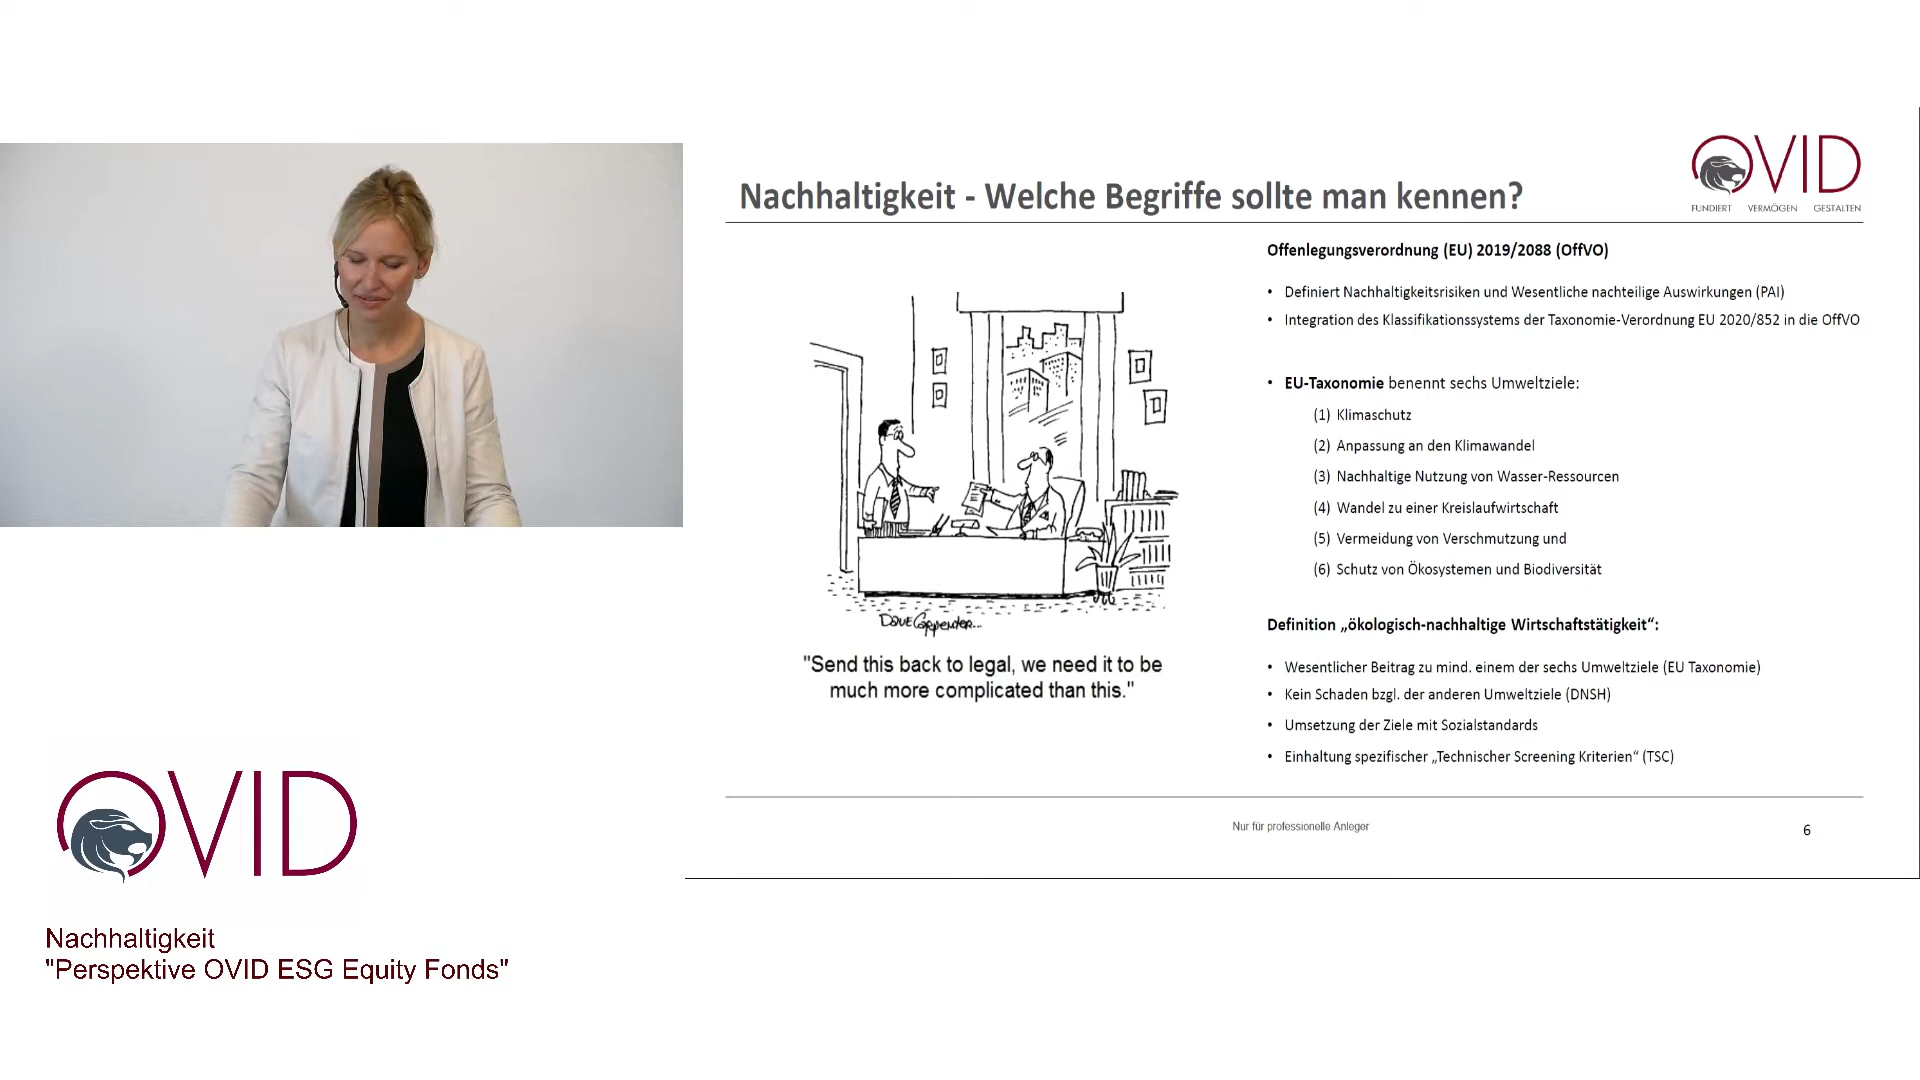 OVID
FUNDIERT VERMÖGEN GESTALTEN
Nachhaltigkeit - Welche Begriffe sollte man kennen?
Dave Carpenter...
"Send this back to legal, we need it to be
much more complicated than this."
Offenlegungsverordnung (EU) 2019/2088 (OffVO)
• Definiert Nachhaltigkeitsrisiken und Wesentliche nachteilige Auswirkungen (PAI)
• Integration des Klassifikationssystems der Taxonomie-Verordnung EU 2020/852 in die OffVO
• EU-Taxonomie benennt sechs Umweltziele:
(1) Klimaschutz
(2) Anpassung an den Klimawandel
(3) Nachhaltige Nutzung von Wasser-Ressourcen
(4) Wandel zu einer Kreislaufwirtschaft
(5) Vermeidung von Verschmutzung und
(6) Schutz von Ökosystemen und Biodiversität
Definition „ökologisch-nachhaltige Wirtschaftstätigkeit“:
• Wesentlicher Beitrag zu mind. einem der sechs Umweltziele (EU Taxonomie)
• Kein Schaden bzgl. der anderen Umweltziele (DNSH)
• Umsetzung der Ziele mit Sozialstandards
• Einhaltung spezifischer „Technischer Screening Kriterien“ (TSC)
Nur für professionelle Anleger
6
OVID
Nachhaltigkeit
"Perspektive OVID ESG Equity Fonds"